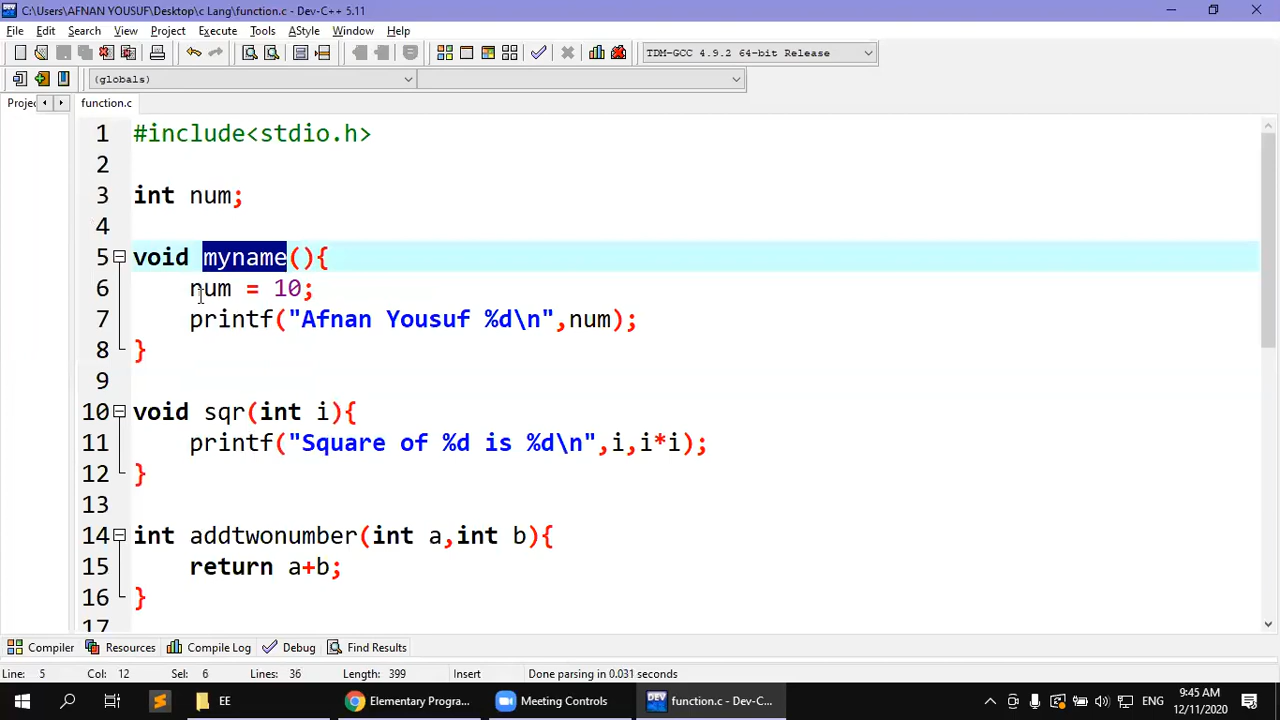 C:\Users\AFNAN YOUSUF\Desktop\c Lang\function.c - Dev-C++ 5.11
File Edit Search View Project Execute Tools AStyle Window Help
TDM-GCC 4.9.2 64-bit Release
(globals)
Projec function.c
1 #include<stdio.h>
2
3 int num;
4
5 void myname(){
6 num = 10;
7 printf("Afnan Yousuf %d\n",num);
8 }
9
10 void sqr(int i){
11 printf("Square of %d is %d\n",i,i*i);
12 }
13
14 int addtwonumber(int a,int b){
15 return a+b;
16 }
17
Compiler Resources Compile Log Debug Find Results
Line: 5 Col: 12 Sel: 6 Lines: 36 Length: 399 Insert Done parsing in 0.031 seconds
EE Elementary Progra... Meeting Controls function.c - Dev-C... ENG 9:45 AM
12/11/2020